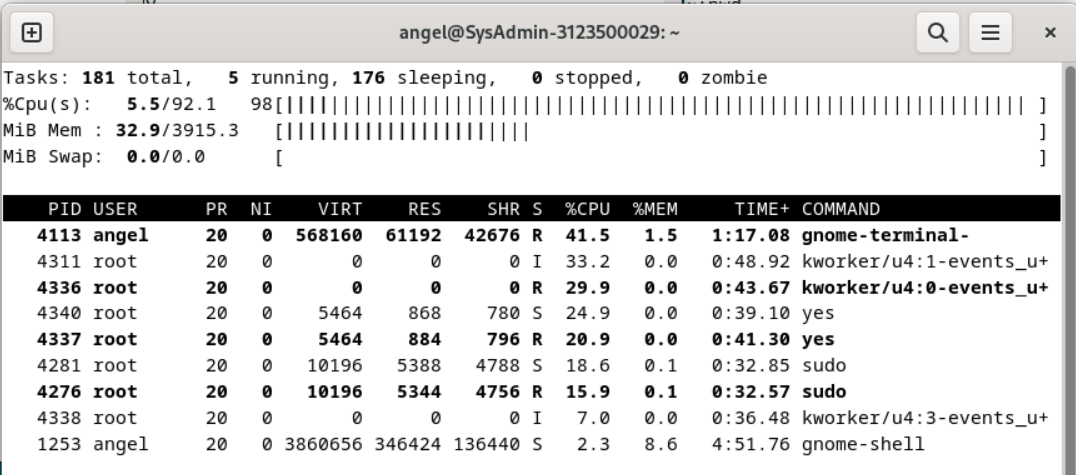 angel@SysAdmin-3123500029: ~
Tasks: 181 total,   5 running, 176 sleeping,   0 stopped,   0 zombie
%Cpu(s):   5.5/92.1   98[||||||||||||||||||||||||||||||||||||||||||||||||||||||||||||||||||||| ]
MiB Mem : 32.9/3915.3   [|||||||||||||||||||||||                                               ]
MiB Swap:  0.0/0.0      [                                                                      ]
PID USER      PR  NI    VIRT    RES    SHR S  %CPU  %MEM     TIME+ COMMAND
4113 angel     20   0  568160  61192  42676 R  41.5   1.5   1:17.08 gnome-terminal-
4311 root      20   0       0      0      0 I  33.2   0.0   0:48.92 kworker/u4:1-events_u+
4336 root      20   0       0      0      0 R  29.9   0.0   0:43.67 kworker/u4:0-events_u+
4340 root      20   0    5464    868    780 S  24.9   0.0   0:39.10 yes
4337 root      20   0    5464    884    796 R  20.9   0.0   0:41.30 yes
4281 root      20   0   10196   5388   4788 S  18.6   0.1   0:32.85 sudo
4276 root      20   0   10196   5344   4756 R  15.9   0.1   0:32.57 sudo
4338 root      20   0       0      0      0 I   7.0   0.0   0:36.48 kworker/u4:3-events_u+
1253 angel     20   0 3860656 346424 136440 S   2.3   8.6   4:51.76 gnome-shell